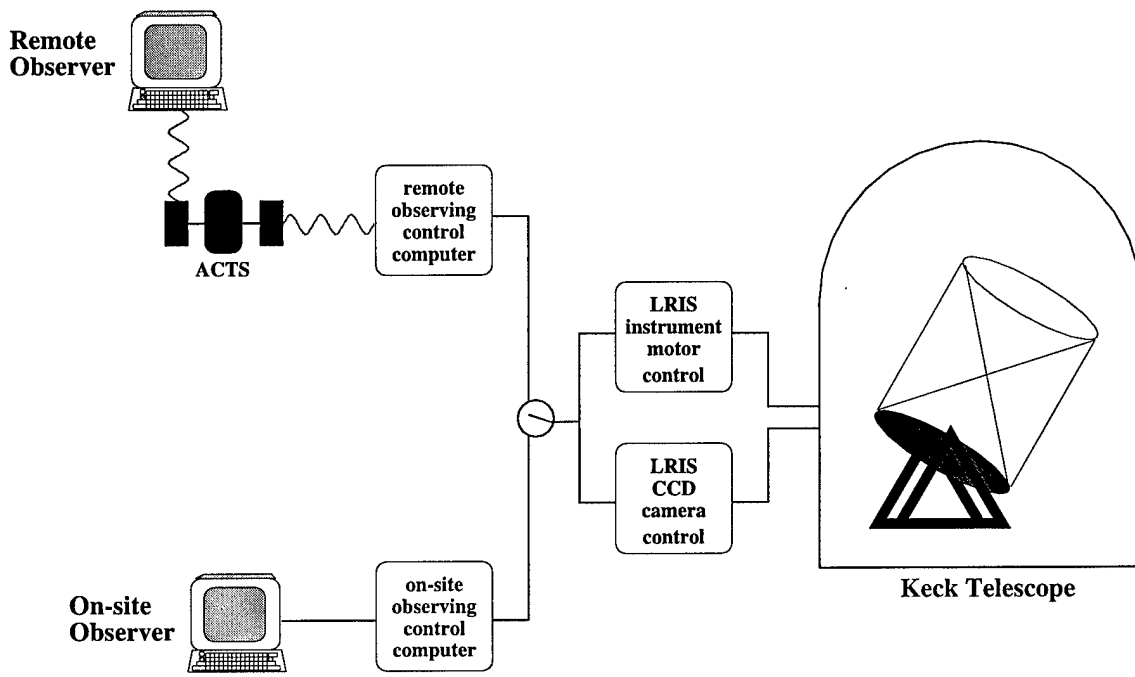 Remote
Observer
ACTS
remote
observing
control
computer
LRIS
instrument
motor
control
LRIS
CCD
camera
control
Keck Telescope
On-site
Observer
on-site
observing
control
computer